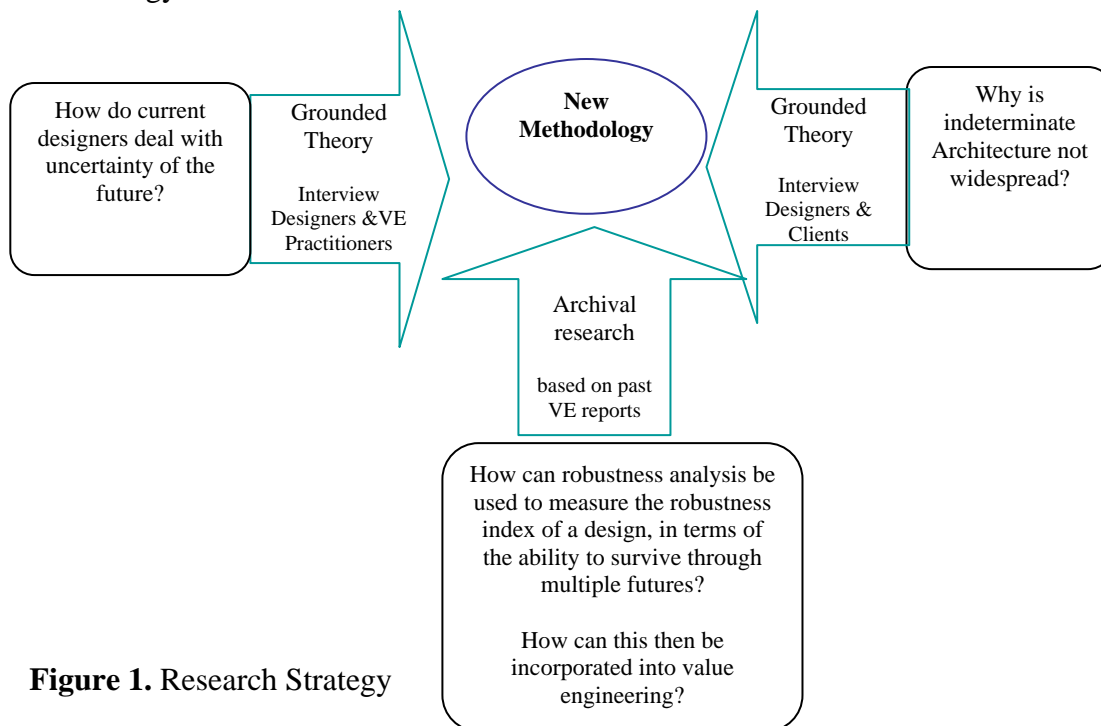 How do current
designers deal with
uncertainty of the
future?
Grounded
Theory
Interview
Designers &VE
Practitioners
New
Methodology
Grounded
Theory
Interview
Designers &
Clients
Why is
indeterminate
Architecture not
widespread?
Archival
research
based on past
VE reports
How can robustness analysis be
used to measure the robustness
index of a design, in terms of
the ability to survive through
multiple futures?
How can this then be
incorporated into value
engineering?
Figure 1. Research Strategy